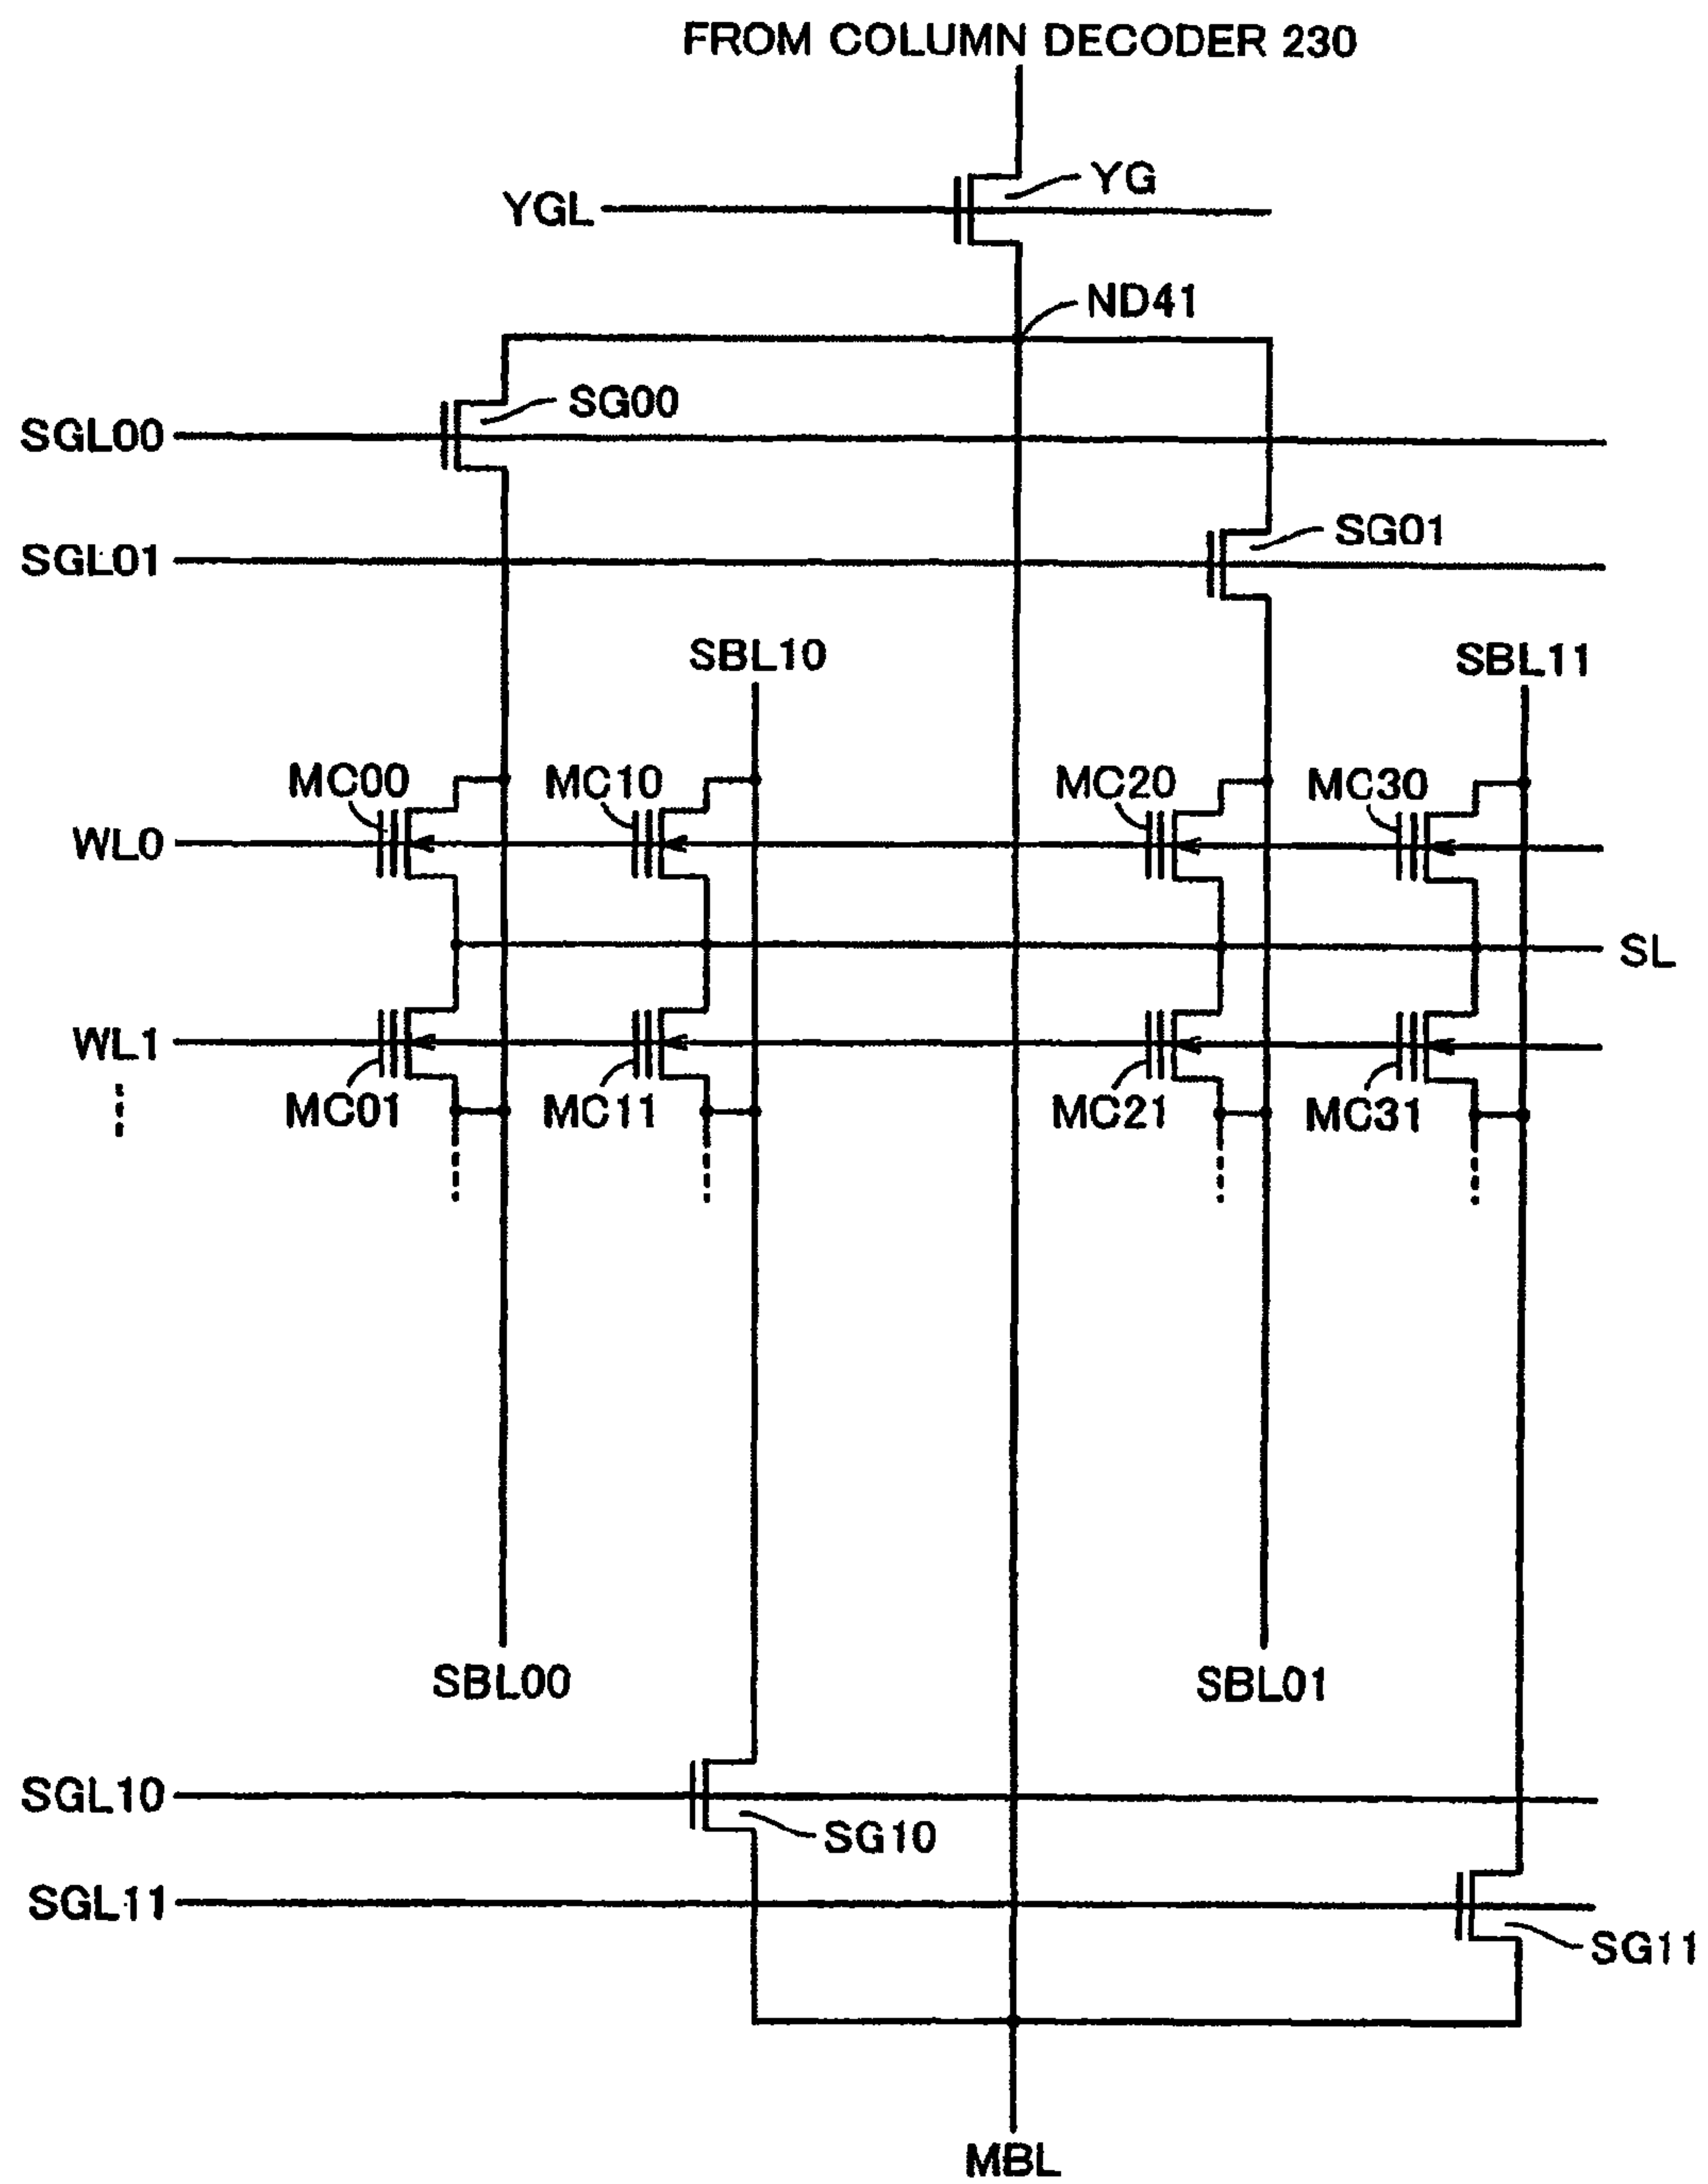 FROM COLUMN DECODER 230
YG
YGL
ND41
SG00
SGL00
SG01
SGL01
SBL10
SBL11
MC00
MC10
MC20
MC30
WL0
SL
WL1
MC01
MC11
MC21
MC31
SBL00
SBL01
SGL10
SG10
SGL11
SG11
MBL